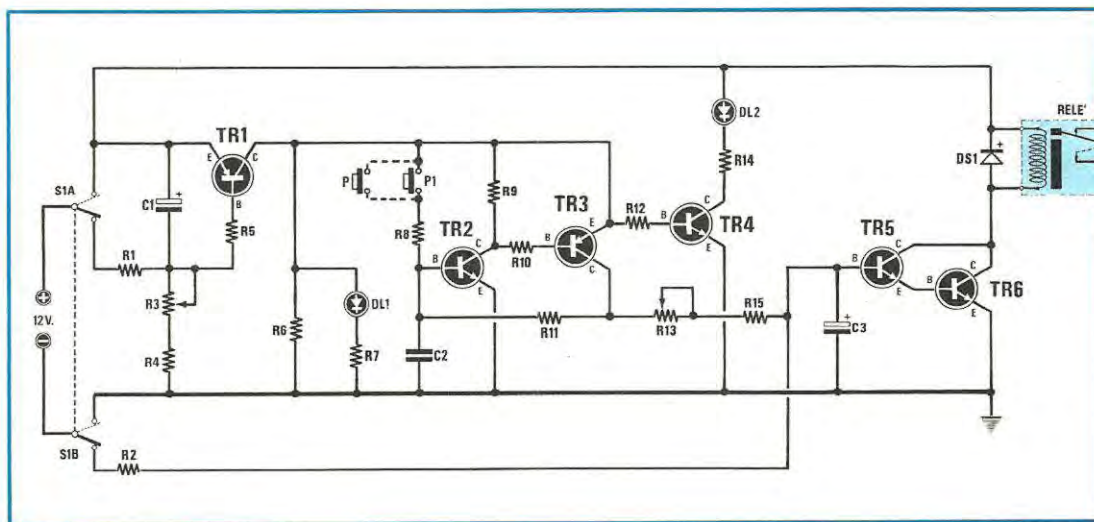 RELE'
DL2
TR1
E
C
B
S1A
P
P1
R9
R14
DS1
C1
R5
R8
TR2
TR3
R12
TR4
TR5
TR6
R1
B
C
E
R10
B
E
C
B
C
E
B
C
E
B
C
E
R3
DL1
R11
R13
R15
12V.
R4
R6
R7
C2
C3
S1B
R2